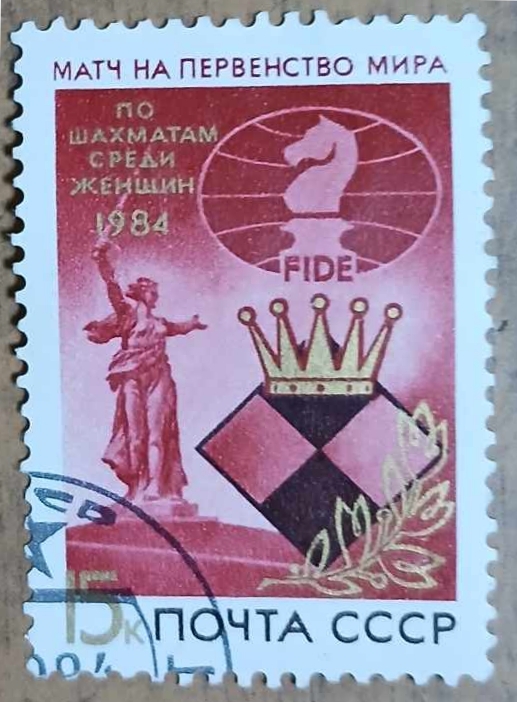 МАТЧ НА ПЕРВЕНСТВО МИРА
ПО
ШАХМАТАМ
СРЕДИ
ЖЕНЩИН
1984
FIDE
15к
ПОЧТА СССР